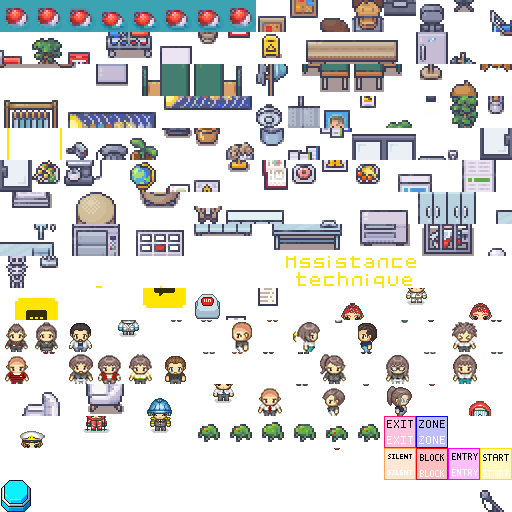 Assistance
technique
EXIT ZONE
EXIT ZONE
SILENT BLOCK ENTRY START
SILENT BLOCK ENTRY START